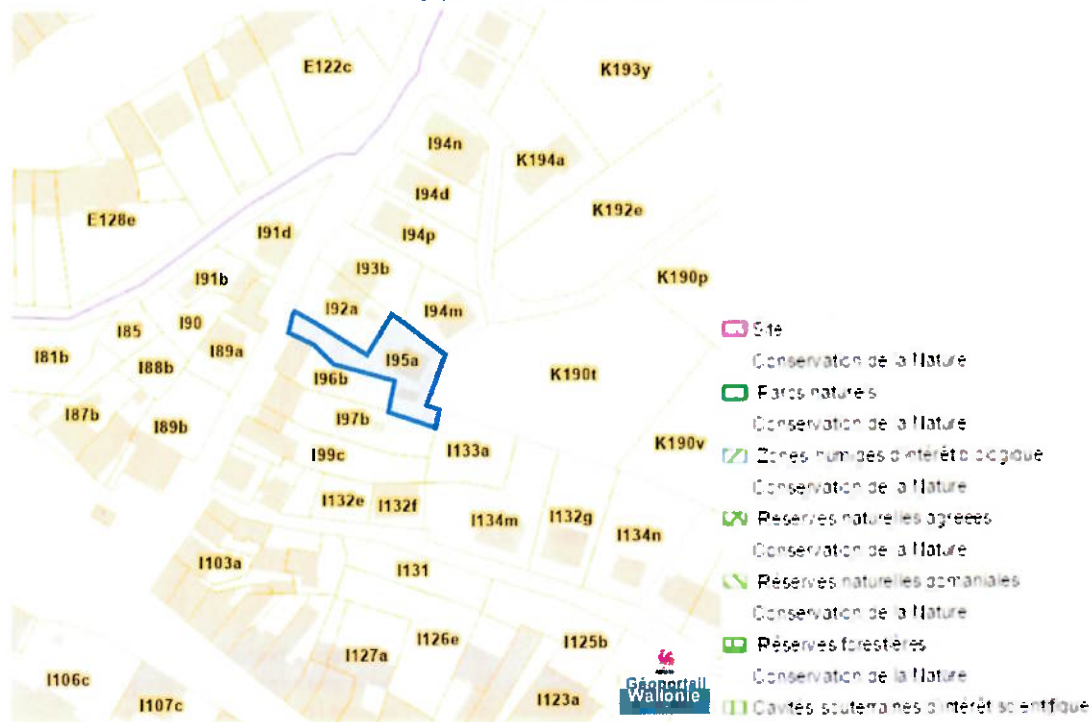 E122c
K193y
I94n
K194a
I94d
K192e
E128e
I91d
I94p
I93b
K190p
I91b
I92a
I94m
I85
I90
I81b
I88b
I89a
I95a
K190t
I96b
I87b
I89b
I97b
K190v
I99c
I133a
I132e
I132f
I134m
I132g
I134n
I103a
I131
I127a
I126e
I125b
I106c
I107c
I123a
Géoportail
Wallonie
Site
Conservation de la Nature
Parcs naturels
Conservation de la Nature
Zones humides d'intérêt biologique
Conservation de la Nature
Réserves naturelles agréées
Conservation de la Nature
Réserves naturelles domaniales
Conservation de la Nature
Réserves forestières
Conservation de la Nature
Cavités souterraines d'intérêt scientifique